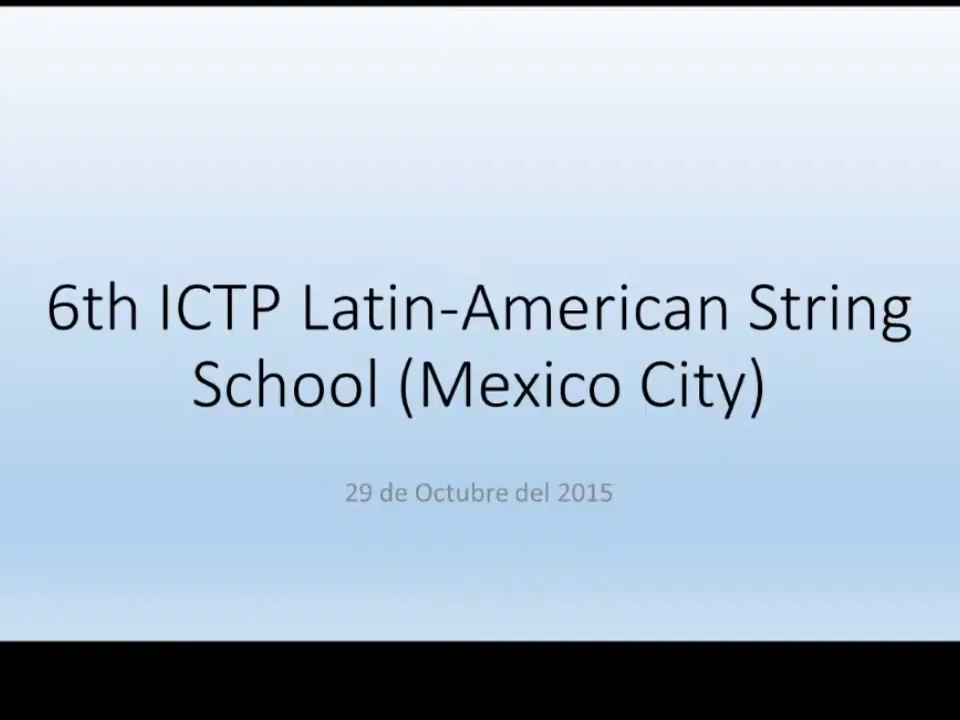 6th ICTP Latin-American String
School (Mexico City)
29 de Octubre del 2015